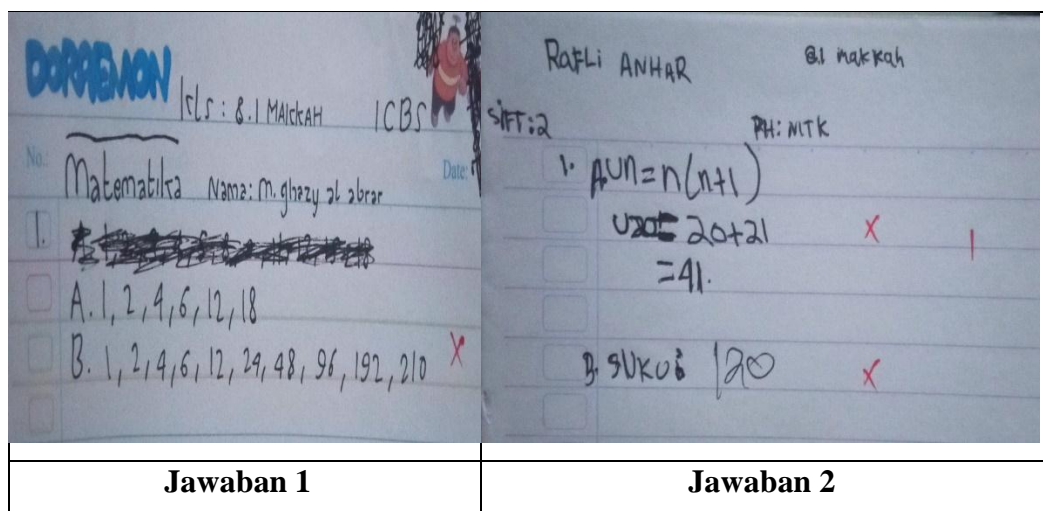 DORAEMON
Kls : 8.1 MAKKAH ICBS
No.: Date:
Matematika Nama: M. ghazy al abrar
1.
A. 1, 2, 4, 6, 12, 18
B. 1, 2, 4, 6, 12, 24, 48, 96, 192, 210 X
Jawaban 1
RAFLi ANHAR 8.1 makkah
SiFT:2 PH: MTK
1. A Un=n(n+1)
U20= 20+21 X 1
=41.
B. SUKU 120 X
Jawaban 2